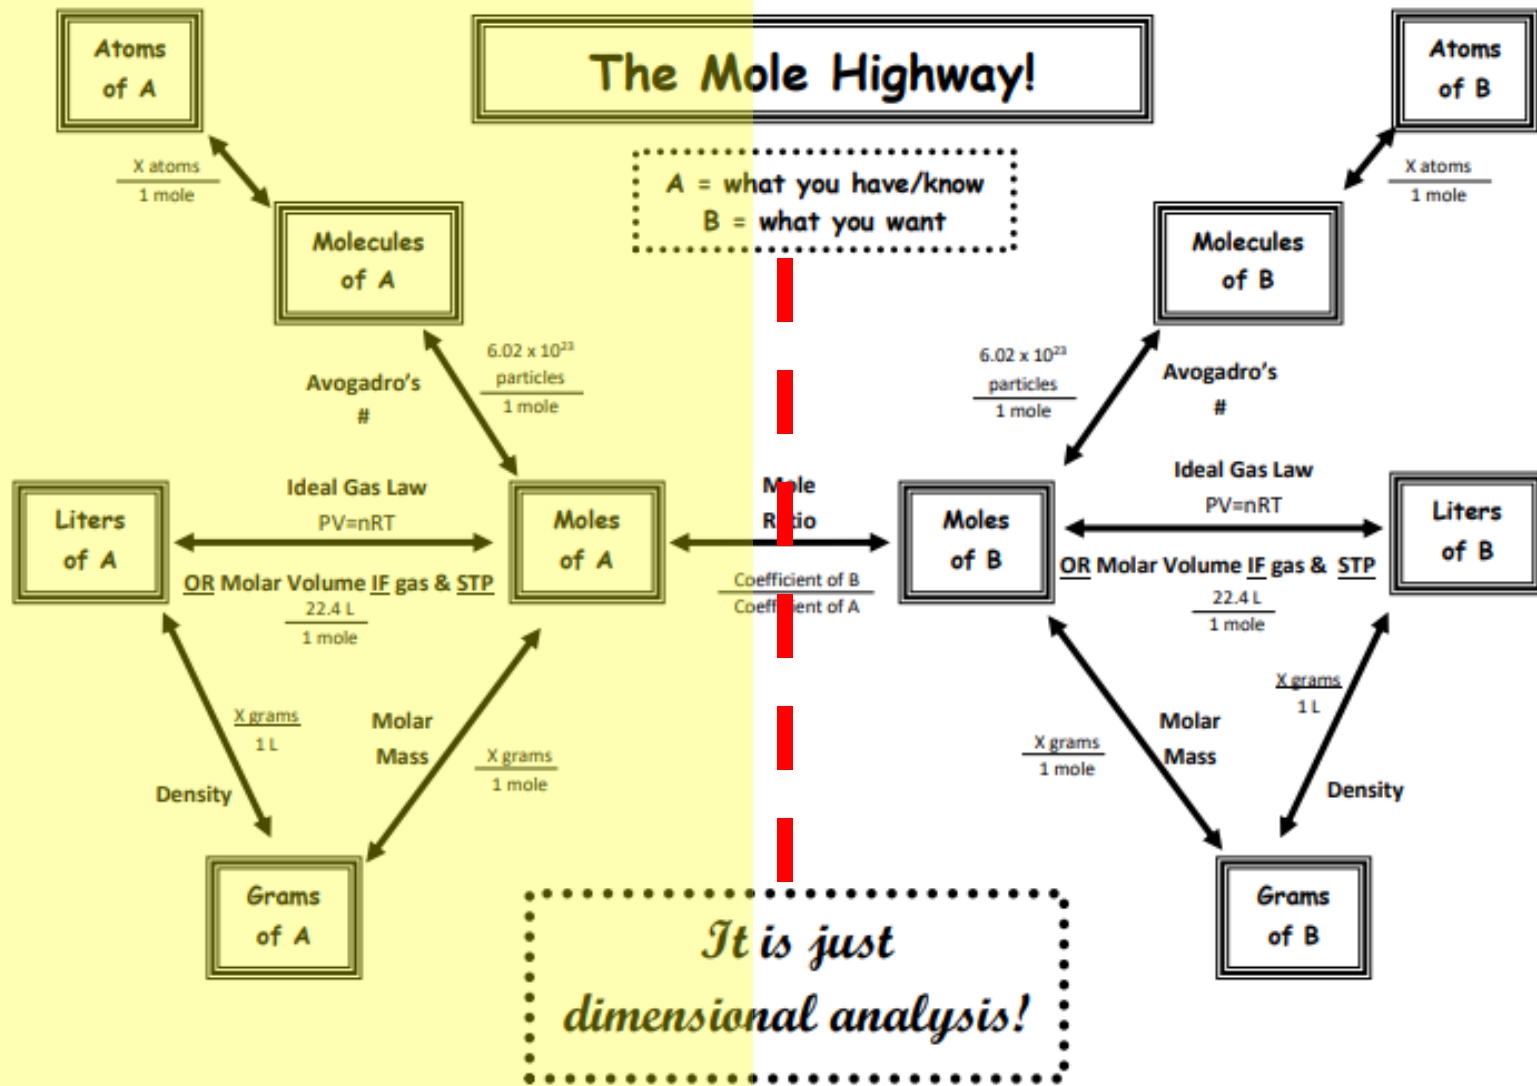 Atoms
of A
The Mole Highway!
Atoms
of B
X atoms
1 mole
A = what you have/know
B = what you want
X atoms
1 mole
Molecules
of A
Molecules
of B
6.02 x 10²³
particles
1 mole
Avogadro's
#
6.02 x 10²³
particles
1 mole
Avogadro's
#
Liters
of A
Ideal Gas Law
PV=nRT
OR Molar Volume IF gas & STP
22.4 L
1 mole
Moles
of A
Mole
Ratio
Coefficient of B
Coefficient of A
Moles
of B
Ideal Gas Law
PV=nRT
OR Molar Volume IF gas & STP
22.4 L
1 mole
Liters
of B
X grams
1 L
Density
Molar
Mass
X grams
1 mole
X grams
1 mole
Molar
Mass
X grams
1 L
Density
Grams
of A
Grams
of B
It is just
dimensional analysis!